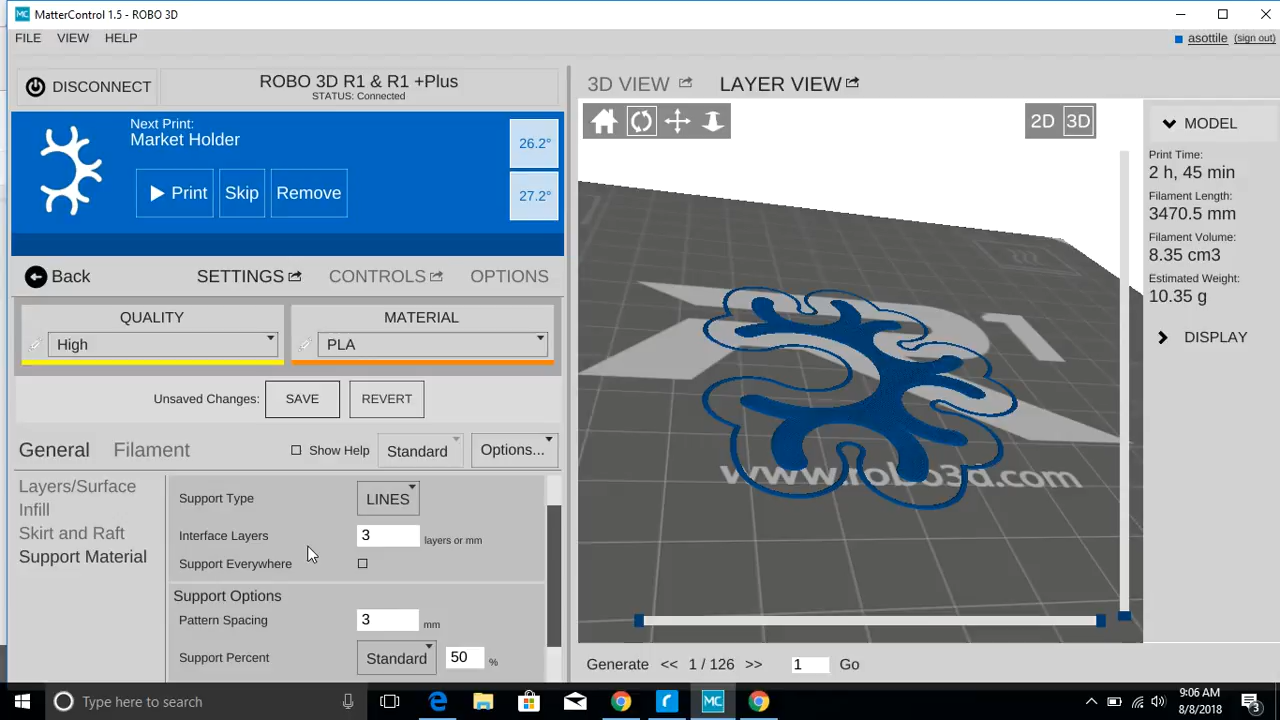 MC MatterControl 1.5 - ROBO 3D
FILE VIEW HELP
asottile (sign out)
DISCONNECT
ROBO 3D R1 & R1 +Plus
STATUS: Connected
Next Print:
Market Holder
26.2°
27.2°
Print Skip Remove
Back SETTINGS CONTROLS OPTIONS
QUALITY MATERIAL
High PLA
Unsaved Changes: SAVE REVERT
General Filament Show Help Standard Options...
Layers/Surface
Infill
Skirt and Raft
Support Material
Support Type LINES
Interface Layers 3 layers or mm
Support Everywhere
Support Options
Pattern Spacing 3 mm
Support Percent Standard 50 %
3D VIEW LAYER VIEW
2D 3D
R1
www.robo3d.com
MODEL
Print Time:
2 h, 45 min
Filament Length:
3470.5 mm
Filament Volume:
8.35 cm3
Estimated Weight:
10.35 g
DISPLAY
Generate << 1 / 126 >> 1 Go
Type here to search
MC
9:06 AM
8/8/2018
3